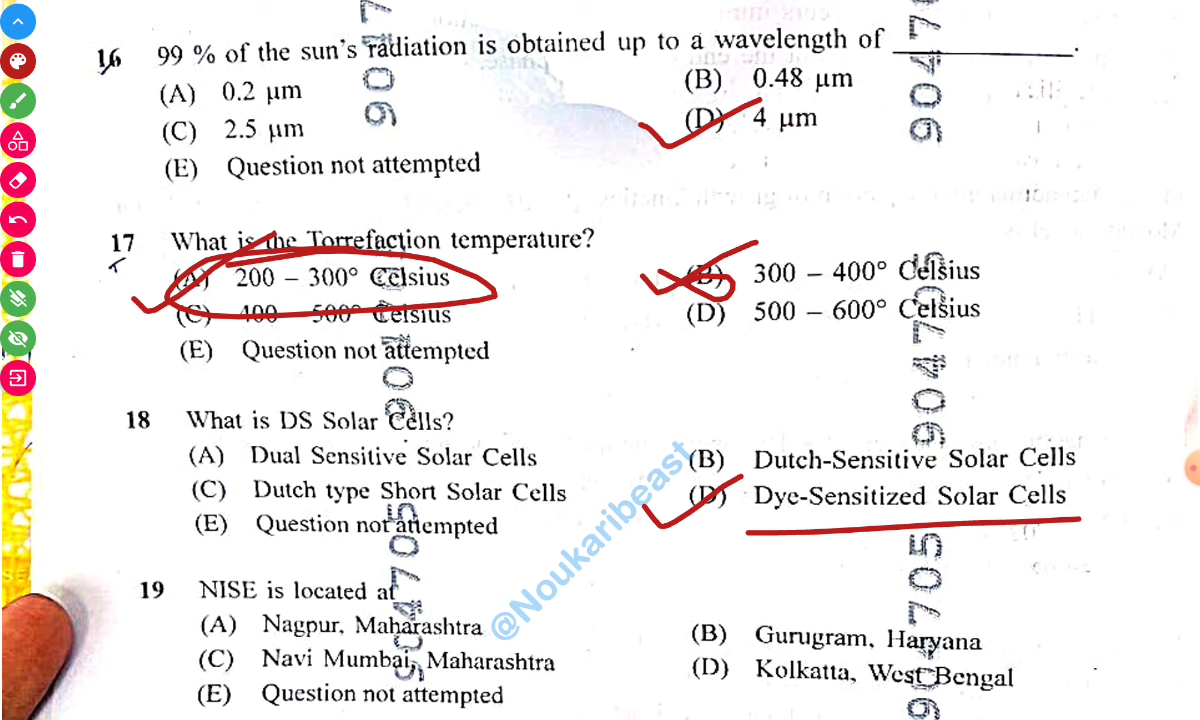 16 99 % of the sun's radiation is obtained up to a wavelength of ____________.
(A) 0.2 µm (B) 0.48 µm
(C) 2.5 µm (D) 4 µm
(E) Question not attempted
17 What is the Torrefaction temperature?
(A) 200 – 300° Celsius (B) 300 – 400° Celsius
(C) 400 – 500° Celsius (D) 500 – 600° Celsius
(E) Question not attempted
18 What is DS Solar Cells?
(A) Dual Sensitive Solar Cells (B) Dutch-Sensitive Solar Cells
(C) Dutch type Short Solar Cells (D) Dye-Sensitized Solar Cells
(E) Question not attempted
19 NISE is located at
(A) Nagpur, Maharashtra (B) Gurugram, Haryana
(C) Navi Mumbai, Maharashtra (D) Kolkatta, West Bengal
(E) Question not attempted
@Noukaribeast
904705
904705